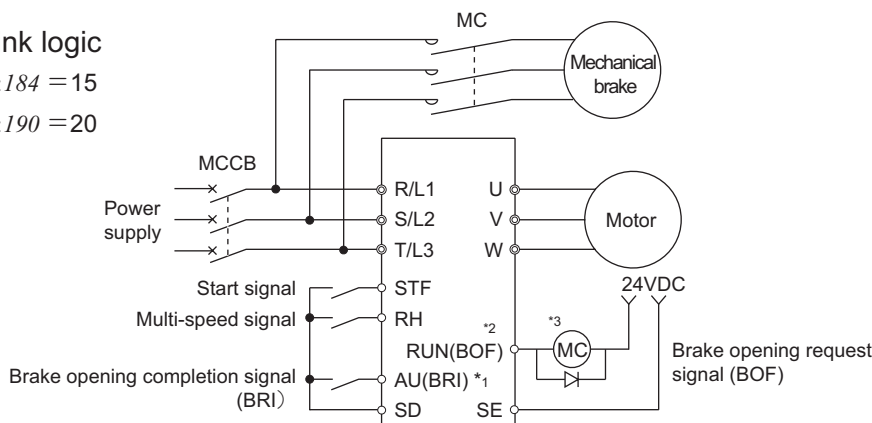 MC
nk logic
184 =15
190 =20
Mechanical
brake
MCCB
Power
supply
R/L1
S/L2
T/L3
U
V
W
Motor
24VDC
Start signal
STF
Multi-speed signal
RH
*2
*3
RUN(BOF)
MC
Brake opening request
signal (BOF)
Brake opening completion signal
(BRI)
AU(BRI) *1
SD
SE